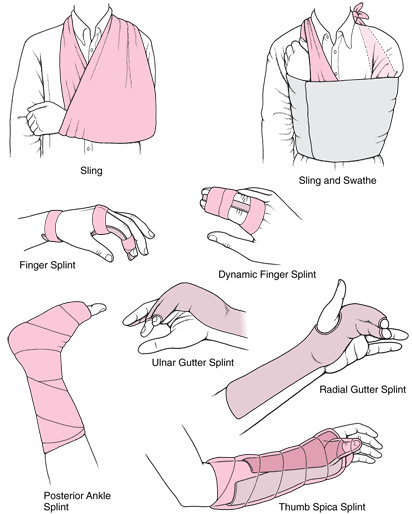 Sling
Sling and Swathe
Finger Splint
Dynamic Finger Splint
Ulnar Gutter Splint
Radial Gutter Splint
Posterior Ankle
Splint
Thumb Spica Splint